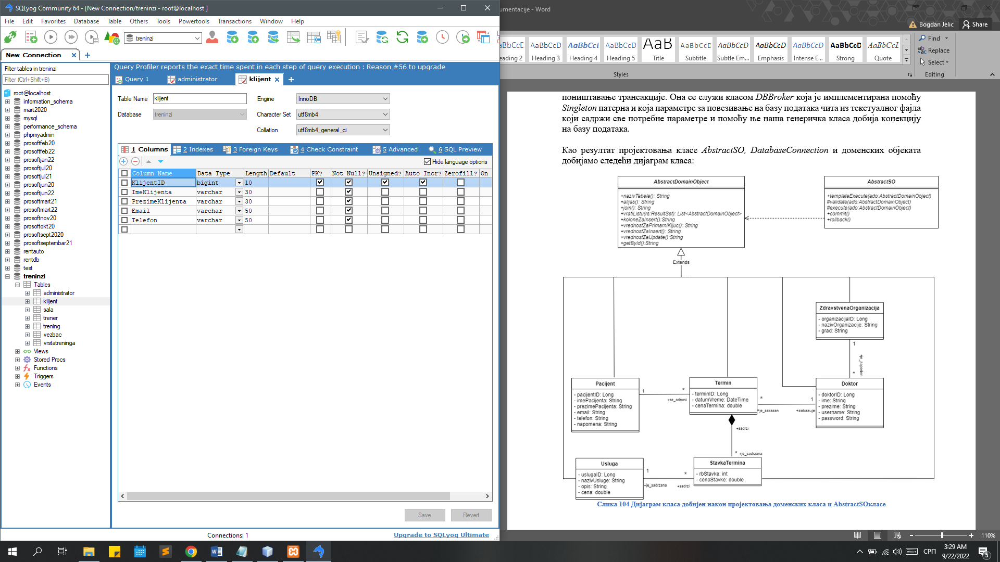 SQLyog Community 64 - [New Connection/treninzi - root@localhost ]
File Edit Favorites Database Table Others Tools Powertools Transactions Window Help
treninzi
New Connection
Filter tables in treninzi
Filter (Ctrl+Shift+B)
root@localhost
infomation_schema
mart2020
mysql
performance_schema
phpmyadmin
prosoftfeb20
prosoftfeb22
prosoftjan22
prosoftjul20
prosoftjul21
prosoftjun20
prosoftjun22
prosoftmart21
prosoftmart22
prosoftnov20
prosoftokt20
prosoftsept2020
prosoftseptembar21
rentauto
rentdb
test
treninzi
Tables
administrator
klijent
sala
trener
trening
vezbac
vrstatreninga
Views
Stored Procs
Functions
Triggers
Events
Query Profiler reports the exact time spent in each step of query execution : Reason #56 to upgrade
Query 1 administrator klijent
Table Name klijent Engine InnoDB
Database treninzi Character Set utf8mb4
Collation utf8mb4_general_ci
1 Columns 2 Indexes 3 Foreign Keys 4 Check Constraint 5 Advanced 6 SQL Preview
Hide language options
Column Name Data Type Length Default PK? Not Null? Unsigned? Auto Incr? Zerofill? On
KlijentID bigint 10
ImeKlijenta varchar 30
PrezimeKlijenta varchar 30
Email varchar 50
Telefon varchar 50
Save Revert
Connections: 1 Upgrade to SQLyog Ultimate
umentacije - Word
Bogdan Jelic Share
AaBbCcDc AaBbCcD AaBbCcI AaBbCcD AaB AaBbCcD AaBbCcD AaBbCcD AaBbCcD AaBbCcD AaBbCcI
eading 2 Heading 3 Heading 4 Heading 5 Title Subtitle Subtle Em... Emphasis Intense E... Strong Quote
Find
Replace
Select
Styles Editing
поништавање трансакције. Она се служи класом DBBroker која је имплементирана помоћу
Singleton патерна и која параметре за повезивање на базу података чита из текстуалног фајла
који садржи све потребне параметре и помоћу ње наша генеричка класа добија конекцију
на базу података.
Као резултат пројектовања класе AbstractSO, DatabaseConnection и доменских објеката
добијамо следећи дијаграм класа:
AbstractDomainObject
+nazivTabele(): String
+alijas(): String
+join(): String
+vratiListu(rs:ResultSet): List<AbstractDomainObject>
+koloneZaInsert():String
+vrednostZaPrimarniKljuc(): String
+vrednostZaInsert(): String
+vrednostZaUpdate():String
+getById():String
AbstractSO
+templateExecute(ado:AbstractDomainObject)
#validate(ado:AbstractDomainObject)
#execute(ado:AbstractDomainObject)
+commit()
+rollback()
Extends
ZdravstvenaOrganizacija
- organizacijaID: Long
- nazivOrganizacije: String
- grad: String
1
+je_zaposlen
*
Pacijent
- pacijentID: Long
- imePacijenta: String
- prezimePacijenta: String
- email: String
- telefon: String
- napomena: String
1 *
+se_odnosi
Termin
- terminID: Long
- datumVreme: DateTime
- cenaTermina: double
* 1
+je_zakazan +zakazuje
Doktor
- doktorID: Long
- ime: String
- prezime: String
- username: String
- password: String
+sadrzi
* +je_sadrzana
Usluga
- uslugaID: Long
- nazivUsluge: String
- opis: String
- cena: double
1 *
+je_sadrzana +sadrzi
StavkaTermina
- rbStavke: int
- cenaStavke: double
Слика 104 Дијаграм класа добијен након пројектовања доменских класа и AbstractSOкласе
110%
СРП
3:29 AM
9/22/2022
5